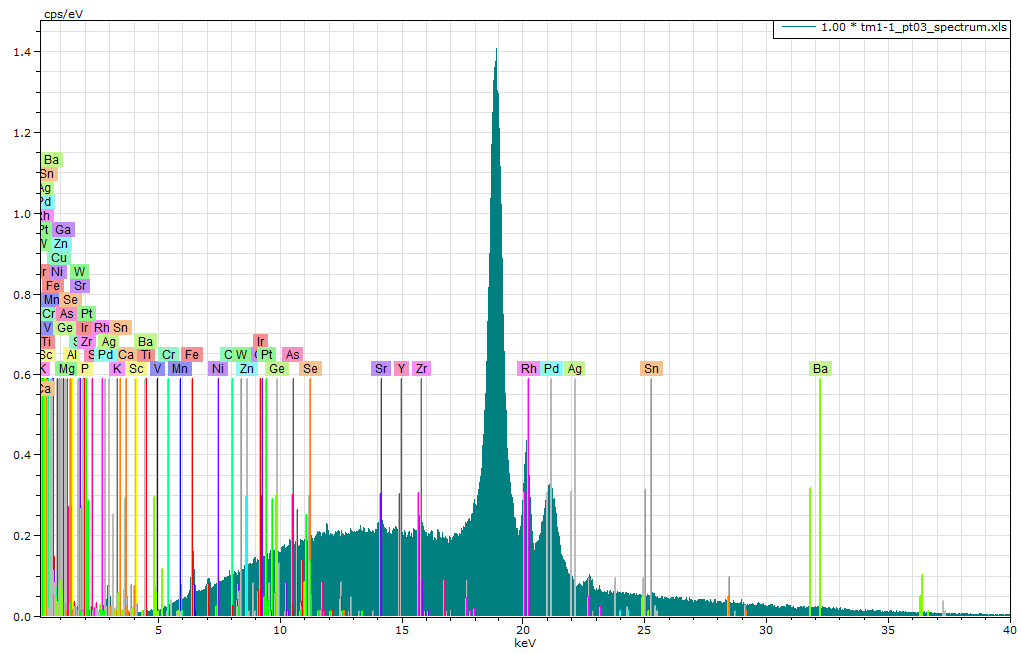 cps/eV
1.00 * tm1-1_pt03_spectrum.xls
1.4
1.2
Ba
Sn
Ag
Pd
1.0
Rh
Pt Ga
W Zn
Cu
Ni W
Fe Sr
0.8
Mn Se
Cr As Pt
V Ge Ir Rh Sn
Ti Zr Ag Ba Ir
Sc Al Pd Ca Ti Cr Fe W Pt As
0.6
K Mg P K Sc V Mn Ni Zn Ge Se Sr Y Zr Rh Pd Ag Sn Ba
Ca
0.4
0.2
0.0
5 10 15 20 25 30 35 40
keV